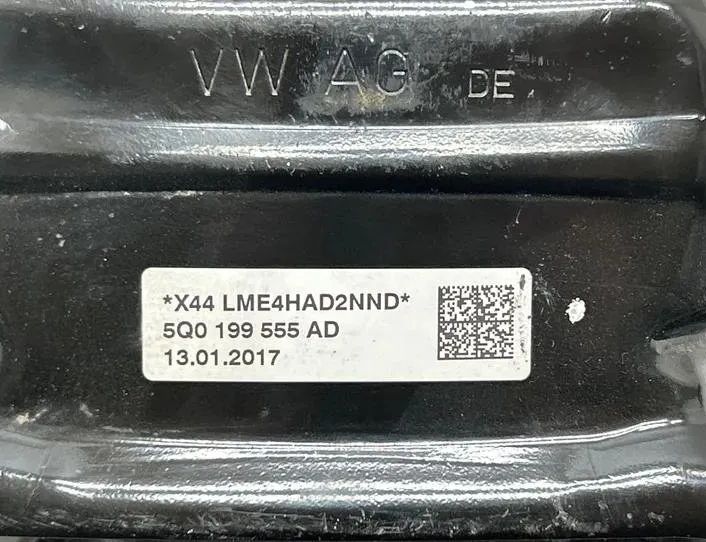 VW AG DE
*X44 LME4HAD2NND*
5Q0 199 555 AD
13.01.2017